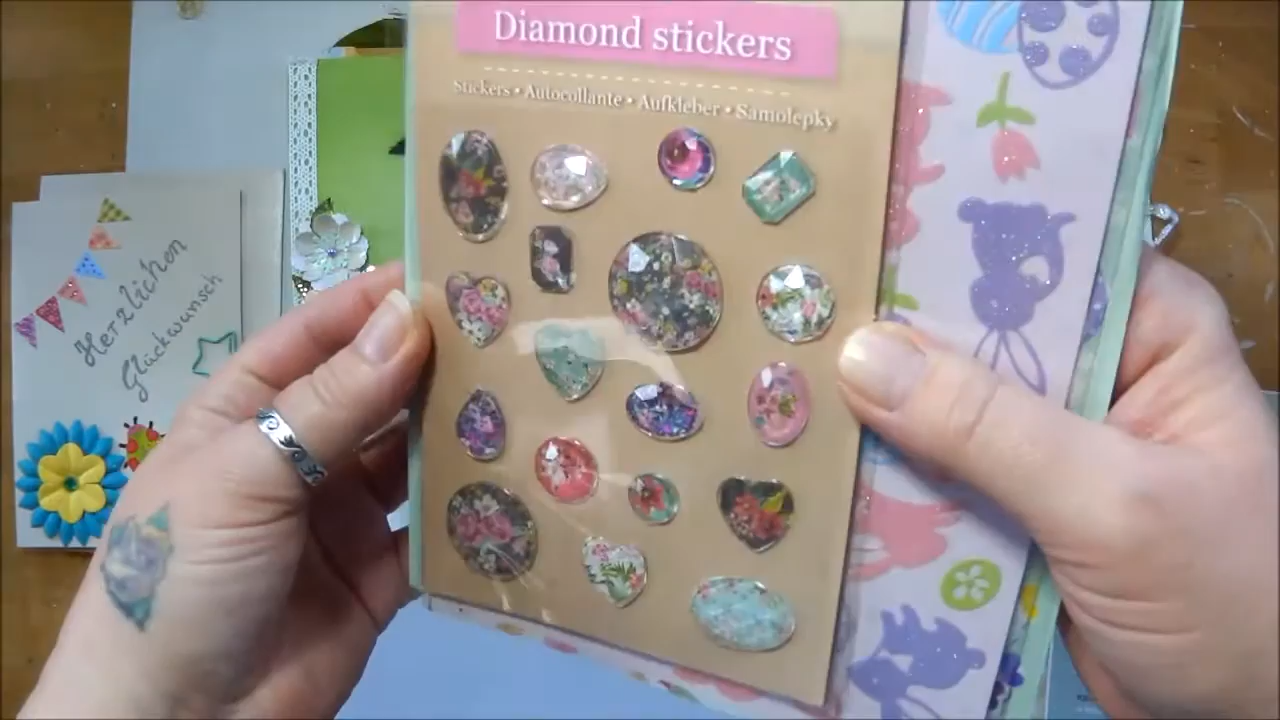 Diamond stickers
Stickers • Autocollante • Aufkleber • Samolepky
Herzlichen
Glückwunsch